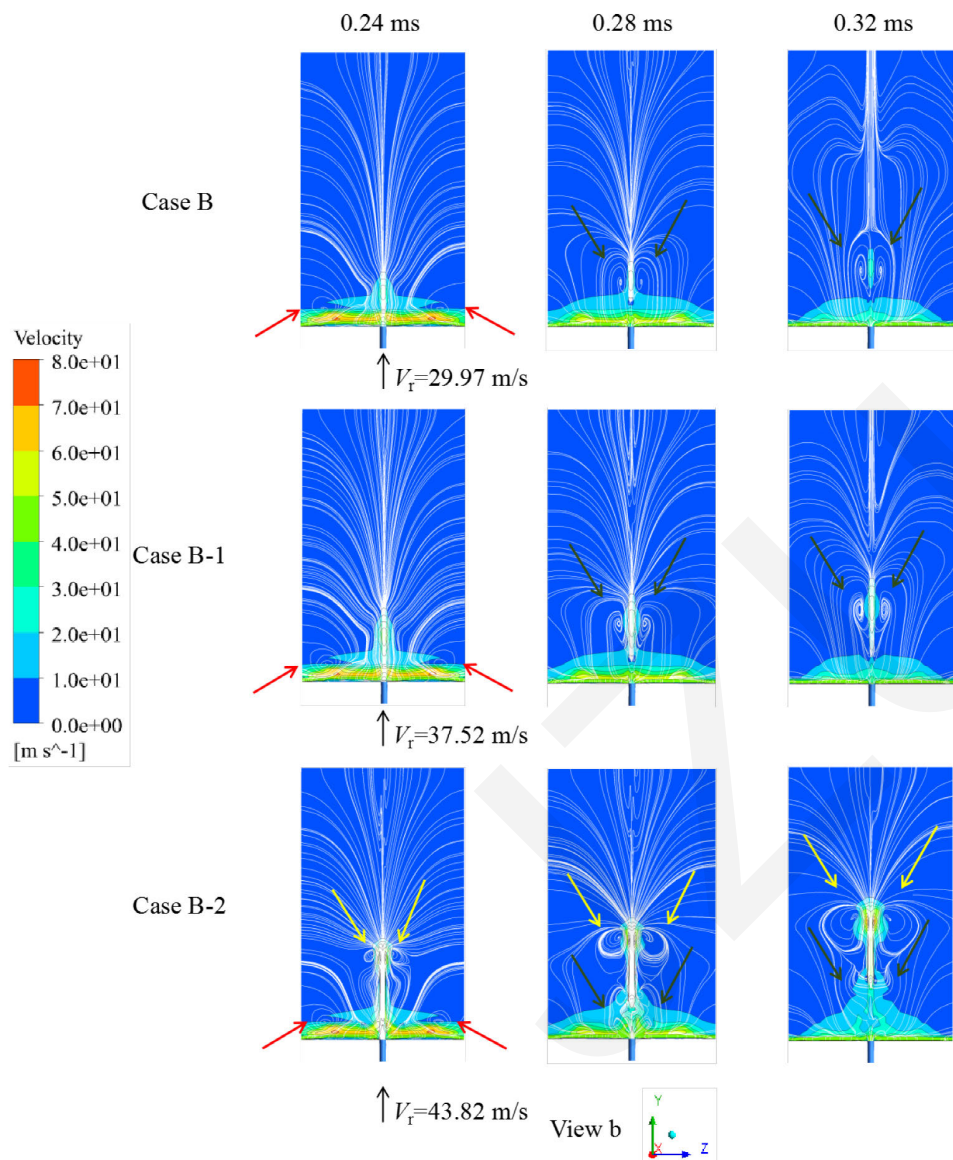 0.24 ms 0.28 ms 0.32 ms
Case B
Velocity
8.0e+01
7.0e+01
6.0e+01
5.0e+01
4.0e+01
3.0e+01
2.0e+01
1.0e+01
0.0e+00
[m s^-1]
Vr=29.97 m/s
Case B-1
Vr=37.52 m/s
Case B-2
Vr=43.82 m/s
View b
Y
X
Z